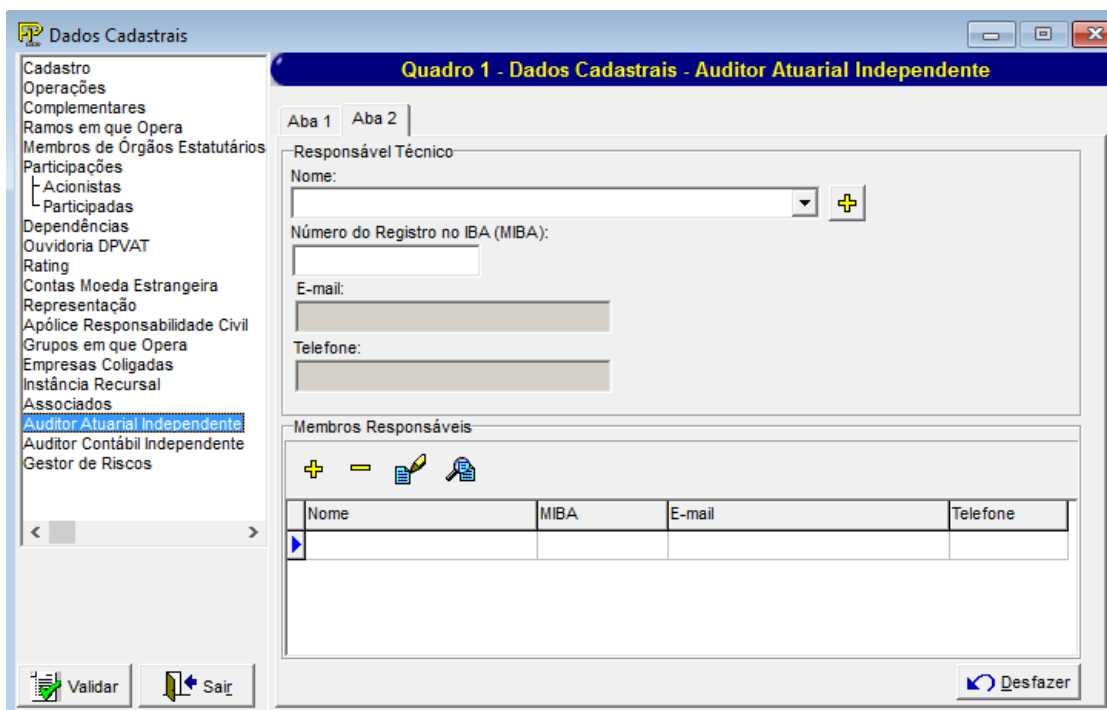 Dados Cadastrais
Cadastro
Operações
Complementares
Ramos em que Opera
Membros de Órgãos Estatutários
Participações
Acionistas
Participadas
Dependências
Ouvidoria DPVAT
Rating
Contas Moeda Estrangeira
Representação
Apólice Responsabilidade Civil
Grupos em que Opera
Empresas Coligadas
Instância Recursal
Associados
Auditor Atuarial Independente
Auditor Contábil Independente
Gestor de Riscos
Validar
Sair
Quadro 1 - Dados Cadastrais - Auditor Atuarial Independente
Aba 1 Aba 2
Responsável Técnico
Nome:
Número do Registro no IBA (MIBA):
E-mail:
Telefone:
Membros Responsáveis
Nome MIBA E-mail Telefone
Desfazer